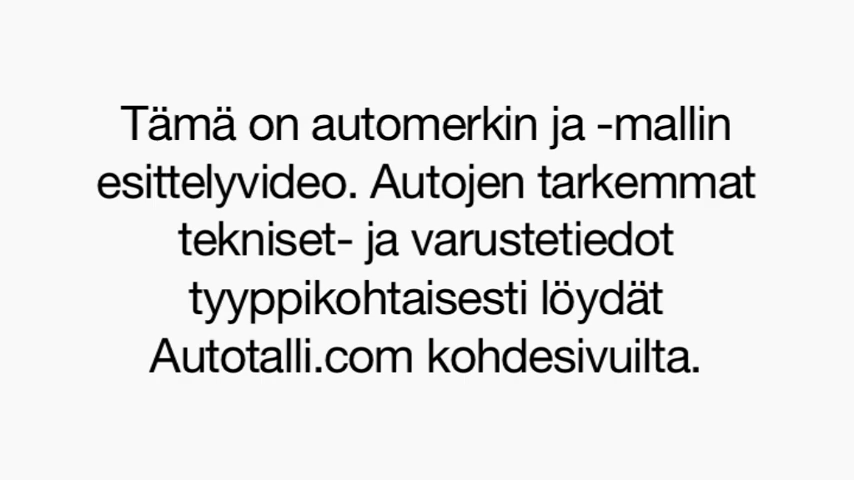 Tämä on automerkin ja -mallin
esittelyvideo. Autojen tarkemmat
tekniset- ja varustetiedot
tyyppikohtaisesti löydät
Autotalli.com kohdesivuilta.